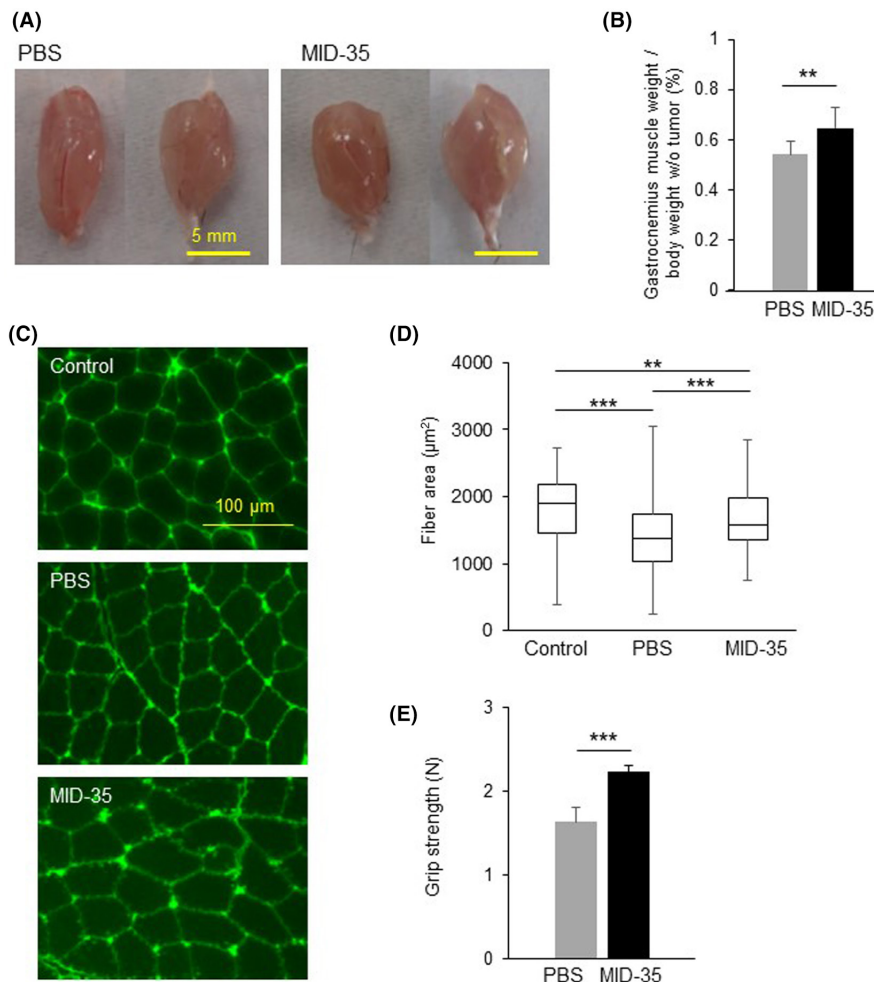 (A)
PBS
MID-35
5 mm
(B)
Gastrocnemius muscle weight /
body weight w/o tumor (%)
1
0.8
0.6
0.4
0.2
0
**
PBS MID-35
(C)
Control
100 µm
PBS
MID-35
(D)
Fiber area (µm²)
4000
3000
2000
1000
0
**
***
***
Control PBS MID-35
(E)
Grip strength (N)
3
2
1
0
***
PBS MID-35